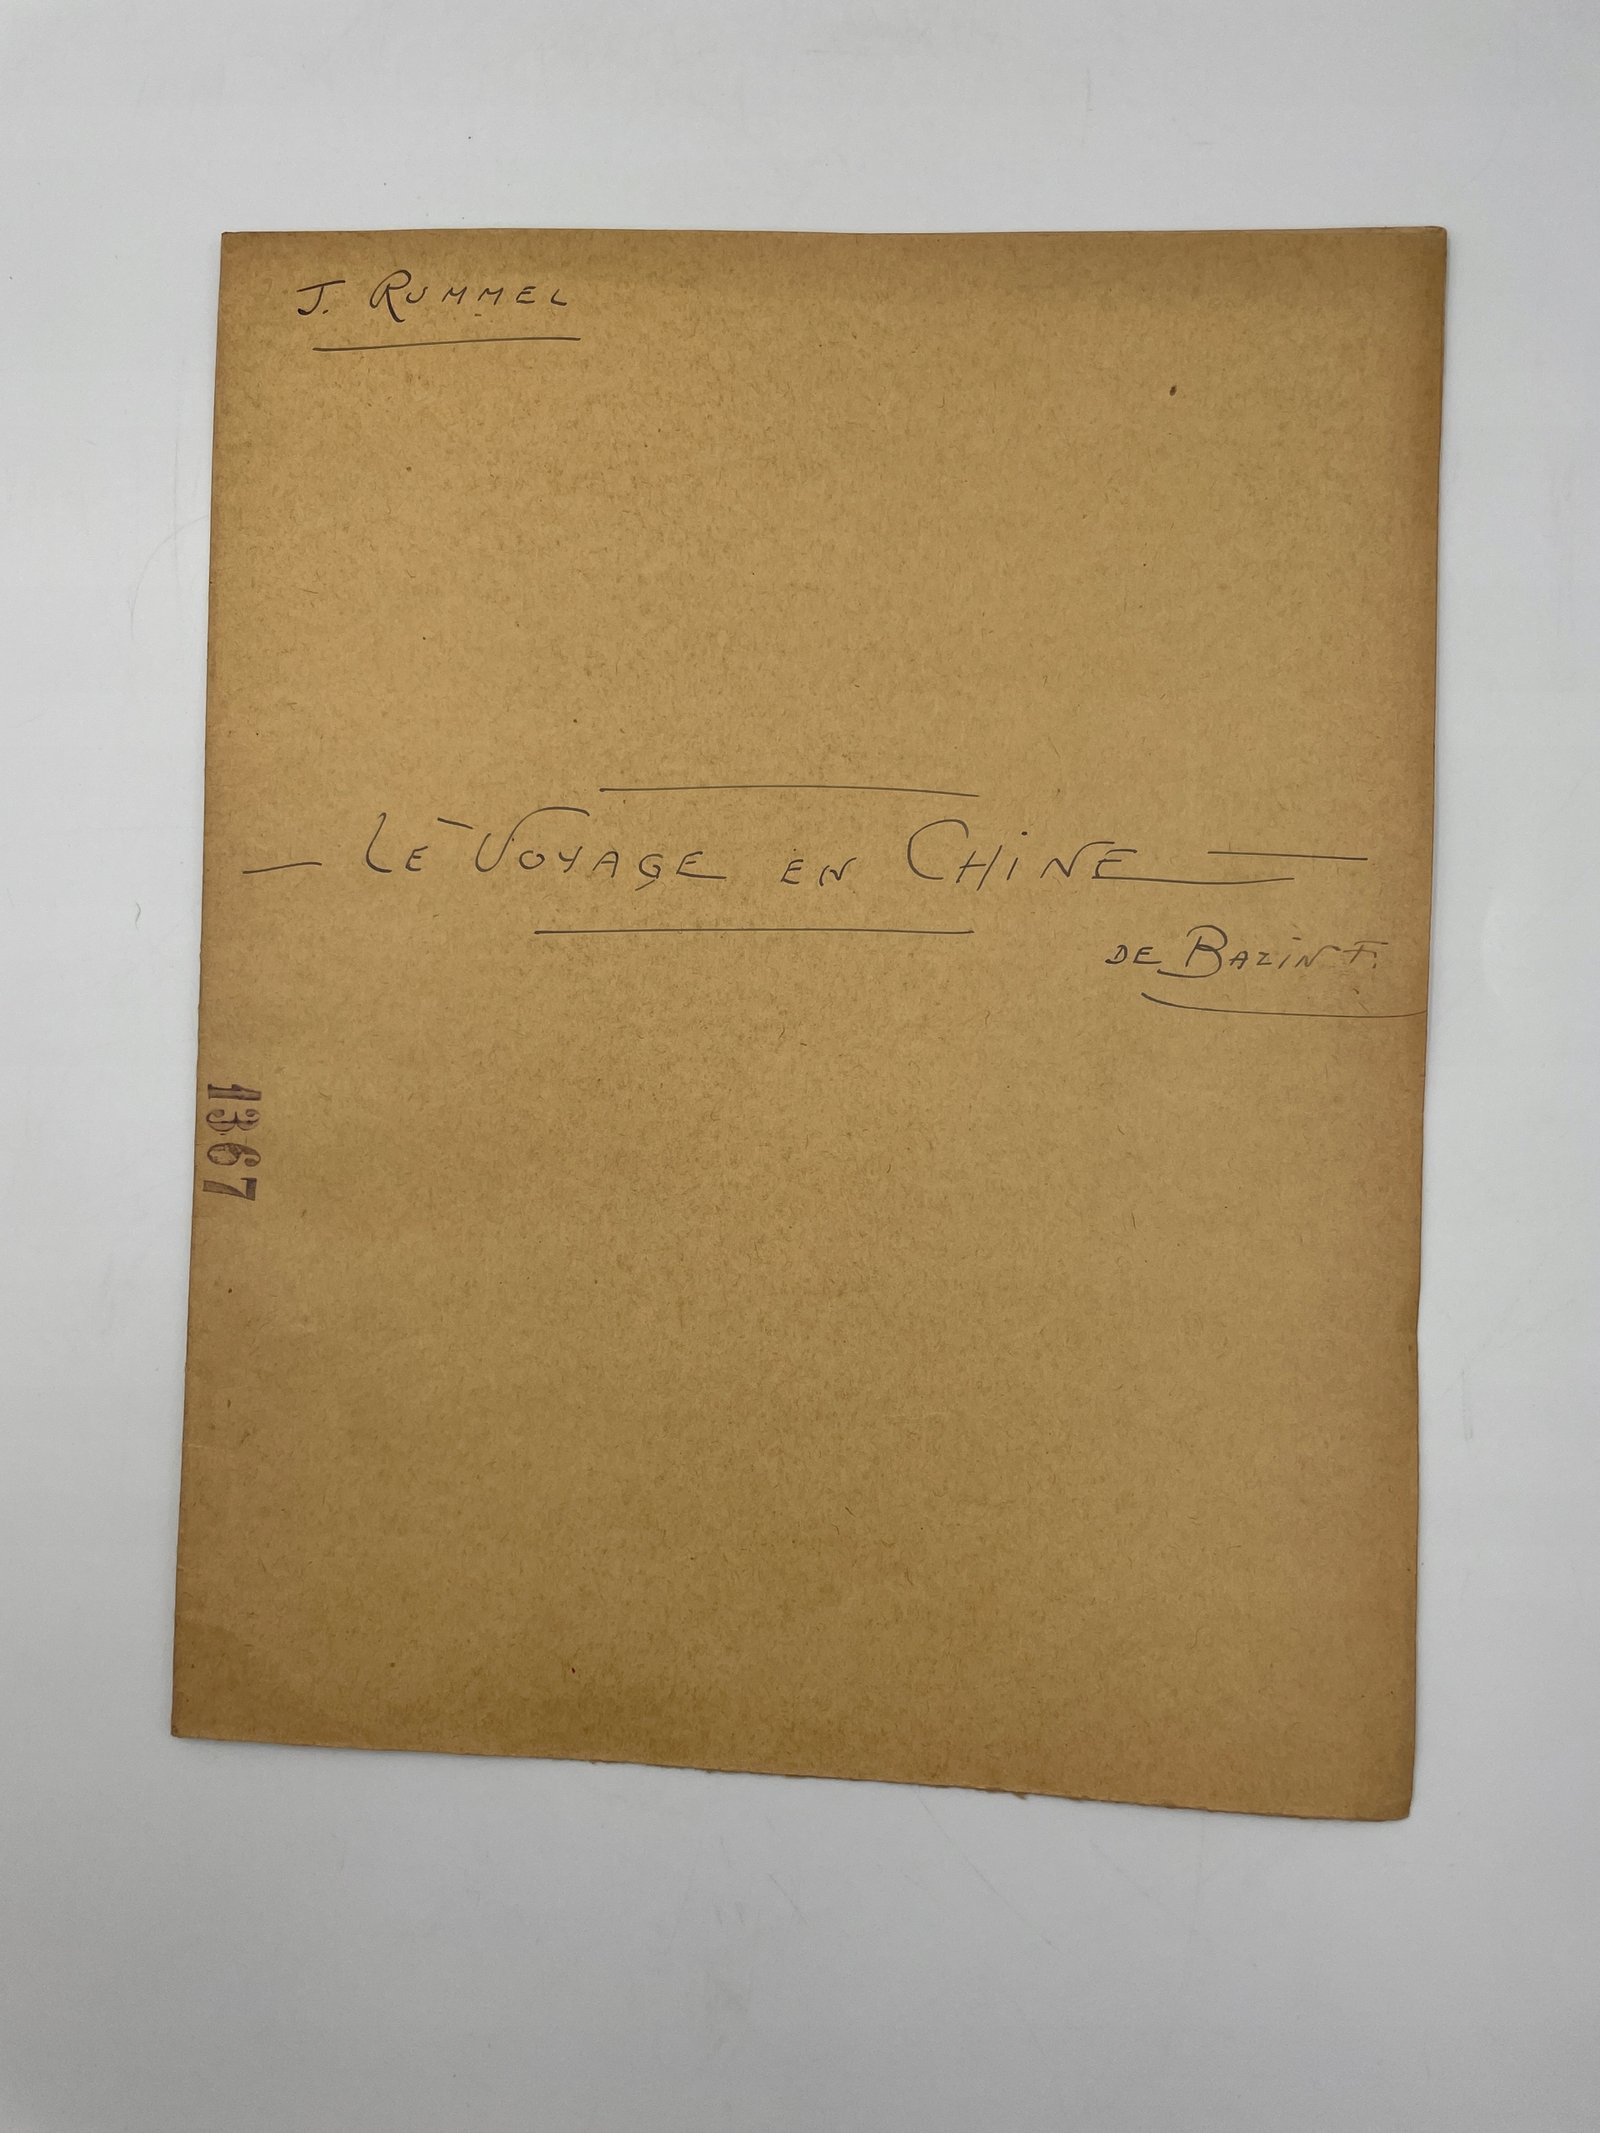 J. RUMMEL
LE VOYAGE EN CHINE
DE BAZIN F.
1367